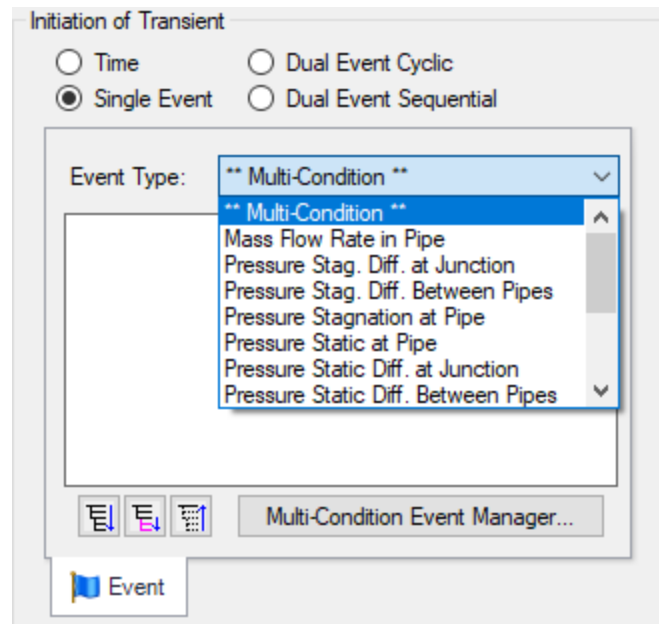 Initiation of Transient
Time
Dual Event Cyclic
Single Event
Dual Event Sequential
Event Type:
** Multi-Condition **
** Multi-Condition **
Mass Flow Rate in Pipe
Pressure Stag. Diff. at Junction
Pressure Stag. Diff. Between Pipes
Pressure Stagnation at Pipe
Pressure Static at Pipe
Pressure Static Diff. at Junction
Pressure Static Diff. Between Pipes
Multi-Condition Event Manager...
Event